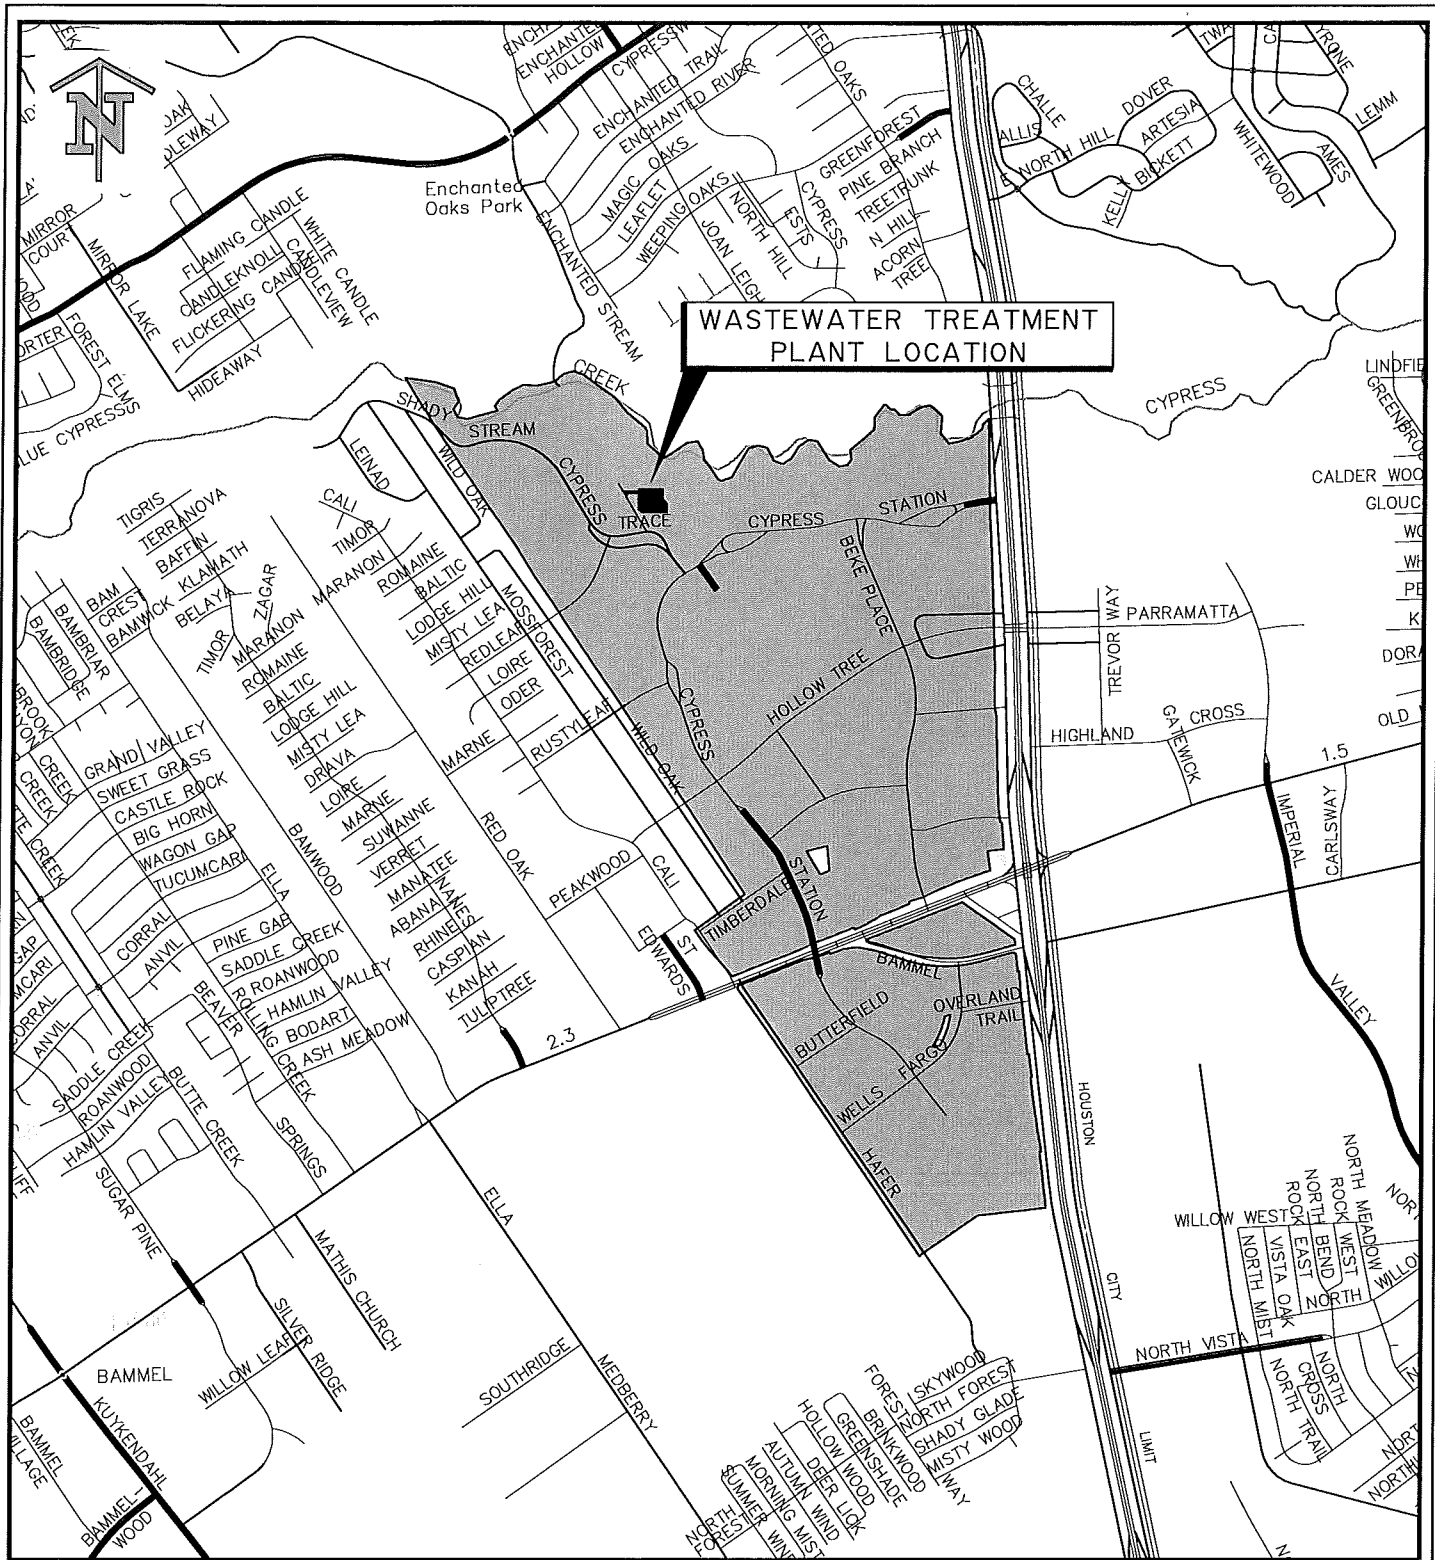 N
ENCHANTED
HOLLOW
ENCHANTED TRAIL
ENCHANTED RIVER
OAKS
MAGIC OAKS
LEAFLET
WEEPING OAKS
Enchanted
Oaks Park
ENCHANTED STREAM
NORTH HILL
ESTS
CYPRESS
JOAN LEIGH
GREENFOREST
PINE BRANCH
TREETRUNK
N HILL
ACORN
TREE
CHALLE
ALLIS
NORTH HILL
DOVER
ARTESIA
BICKETT
KELLY
WHITEWOOD
AMES
LEMM
MIRROR
COURT
MIRROR LAKE
FLAMING CANDLE
CANDLEKNOLL
FLICKERING CANDLE
WHITE CANDLE
CANDLEVIEW
HIDEAWAY
FOREST ELMS
WASTEWATER TREATMENT
PLANT LOCATION
CREEK
CYPRESS
SHADY
STREAM
CYPRESS
TRACE
CYPRESS
STATION
WILD OAK
LEINAD
CALI
TIMOR
MARANON
ROMAINE
BALTIC
LODGE HILL
MISTY LEA
REDLEAF
LOIRE
ODER
MOSSFOREST
RUSTYLEAF
MARNE
WILD OAK
TIGRIS
TERRANOVA
BAFFIN
KLAMATH
BELAYA
ZAGAR
TIMOR
BAM
CREST
BAMWICK
BAMBRIAR
BAMBRIDGE
MARANON
ROMAINE
BALTIC
LODGE HILL
MISTY LEA
DRAVA
LOIRE
MARNE
SUWANNE
VERRET
MANATEE
ABANA
NANES
RHINE
CASPIAN
KANAH
TULIPTREE
BEKE PLACE
HOLLOW TREE
CYPRESS
STATION
TIMBERDALE
TREVOR WAY
PARRAMATTA
HIGHLAND
CROSS
GATEWICK
1.5
IMPERIAL
VALLEY
CARLSWAY
GRAND VALLEY
SWEET GRASS
CASTLE ROCK
BIG HORN
WAGON GAP
TUCUMCARI
CORRAL
ANVIL
ELLA
BAMWOOD
RED OAK
PEAKWOOD
CALI
ST
EDWARDS
PINE GAP
SADDLE CREEK
ROANWOOD
HAMLIN VALLEY
BODART
ASH MEADOW
BEAVER
ROLLING CREEK
SPRINGS
2.3
CORRAL
ANVIL
SADDLE CREEK
ROANWOOD
HAMLIN VALLEY
BUTTE CREEK
SUGAR PINE
BAMMEL
BUTTERFIELD
OVERLAND
TRAIL
WELLS FARGO
HAFER
HOUSTON
CITY
LIMIT
ELLA
MATHIS CHURCH
SILVER RIDGE
WILLOW LEAF
BAMMEL
KUYKENDAHL
BAMMEL
BAMMEL-
WOOD
SOUTHRIDGE
MEDBERRY
SKYWOOD
NORTH FOREST
SHADY GLADE
MISTY WOOD
FOREST
WAY
BRINKWOOD
GREENSHADE
HOLLOW WOOD
DEER LICK
AUTUMN WIND
MORNING MIST
SUMMER WIND
NORTH
FOREST
WILLOW WEST
NORTH MEADOW
ROCK WEST
NORTH BEND
ROCK EAST
VISTA OAK
NORTH MIST
NORTH
NORTH VISTA
NORTH
CROSS
NORTH TRAIL